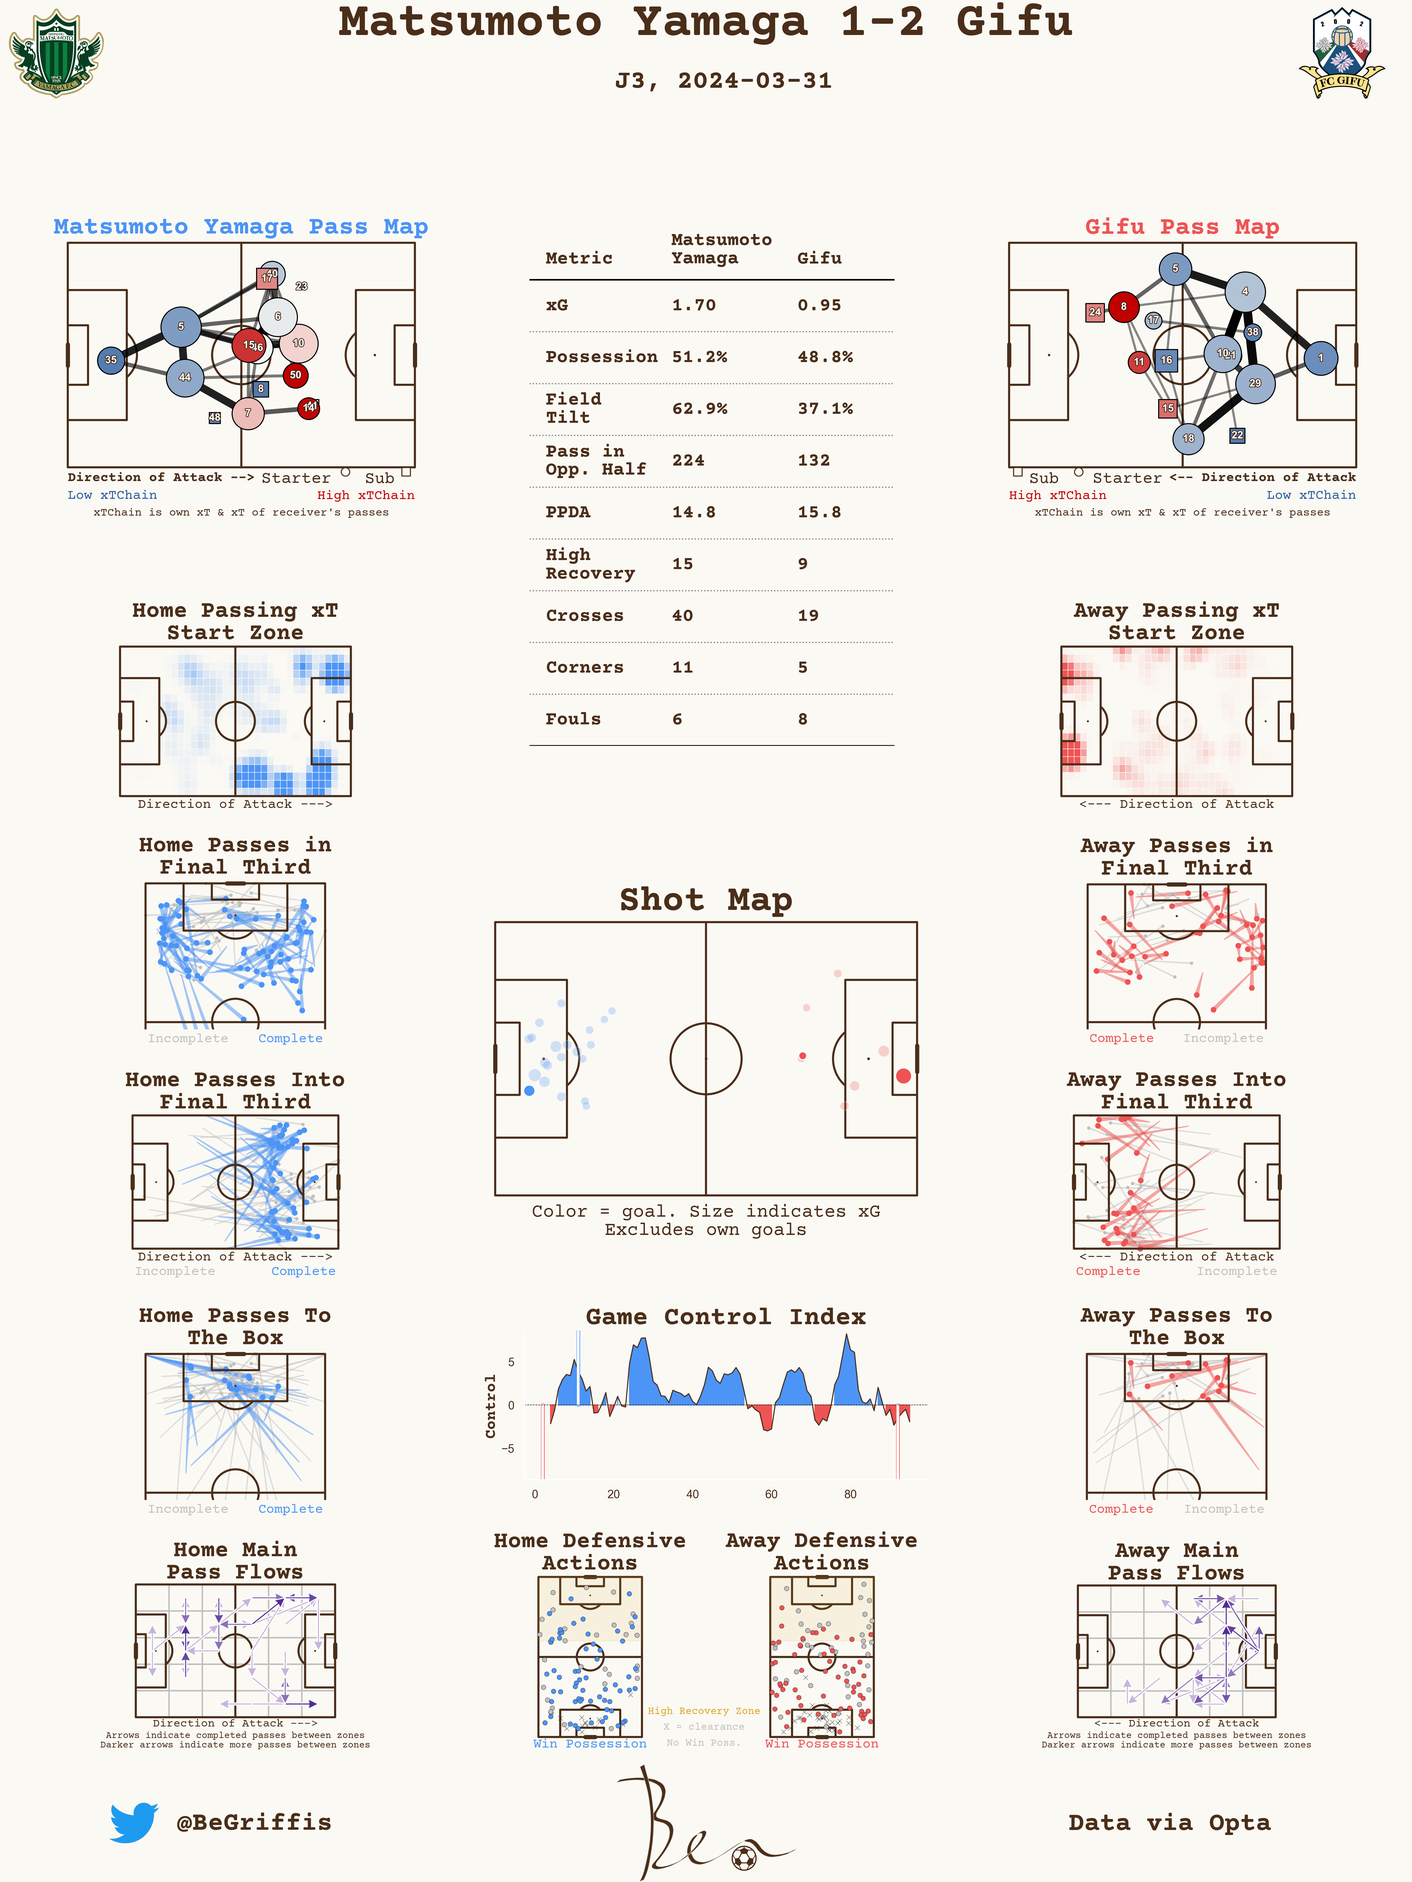 Matsumoto Yamaga 1-2 Gifu
J3, 2024-03-31
MATSUMOTO
YAMAGA F.C.
2002
FC GIFU
Matsumoto Yamaga Pass Map
17
23
6
5
15
46
10
35
44
50
8
48
7
14
Direction of Attack --> Starter Sub
Low xTChain High xTChain
xTChain is own xT & xT of receiver's passes
Metric Matsumoto Yamaga Gifu
xG 1.70 0.95
Possession 51.2% 48.8%
Field Tilt 62.9% 37.1%
Pass in Opp. Half 224 132
PPDA 14.8 15.8
High Recovery 15 9
Crosses 40 19
Corners 11 5
Fouls 6 8
Gifu Pass Map
5
4
8
24
17
38
10
1
11
16
29
15
18
22
Sub Starter <-- Direction of Attack
High xTChain Low xTChain
xTChain is own xT & xT of receiver's passes
Home Passing xT
Start Zone
Direction of Attack --->
Away Passing xT
Start Zone
<--- Direction of Attack
Home Passes in
Final Third
Incomplete Complete
Away Passes in
Final Third
Complete Incomplete
Shot Map
Color = goal. Size indicates xG
Excludes own goals
Home Passes Into
Final Third
Direction of Attack --->
Incomplete Complete
Away Passes Into
Final Third
<--- Direction of Attack
Complete Incomplete
Home Passes To
The Box
Incomplete Complete
Game Control Index
Control
5
0
−5
0 20 40 60 80
Away Passes To
The Box
Complete Incomplete
Home Main
Pass Flows
Direction of Attack --->
Arrows indicate completed passes between zones
Darker arrows indicate more passes between zones
Home Defensive
Actions
Win Possession
High Recovery Zone
X = clearance
No Win Poss.
Away Defensive
Actions
Win Possession
Away Main
Pass Flows
<--- Direction of Attack
Arrows indicate completed passes between zones
Darker arrows indicate more passes between zones
@BeGriffis
Ben
Data via Opta